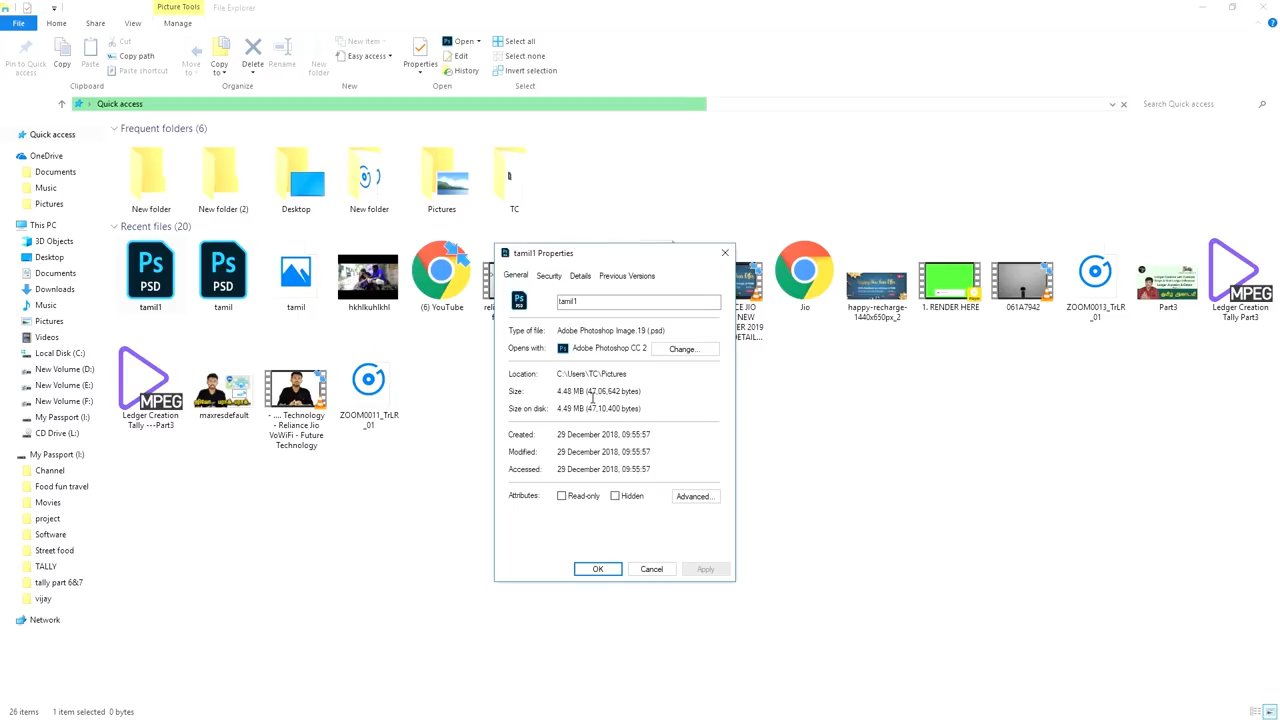 Picture Tools
File Explorer
File
Home
Share
View
Manage
Pin to Quick access
Copy
Paste
Cut
Copy path
Paste shortcut
Clipboard
Move to
Copy to
Delete
Rename
Organize
New folder
New item
Easy access
New
Properties
Open
Edit
History
Open
Select all
Select none
Invert selection
Select
Quick access
Search Quick access
Quick access
OneDrive
Documents
Music
Pictures
This PC
3D Objects
Desktop
Documents
Downloads
Music
Pictures
Videos
Local Disk (C:)
New Volume (D:)
New Volume (E:)
New Volume (F:)
My Passport (I:)
CD Drive (L:)
My Passport (I:)
Channel
Food fun travel
Movies
project
Software
Street food
TALLY
tally part 6&7
vijay
Network
Frequent folders (6)
New folder
New folder (2)
Desktop
New folder
Pictures
TC
Recent files (20)
Ps
PSD
tamil1
Ps
PSD
tamil
tamil
hkhlkuhlkhl
(6) YouTube
Jio
happy-recharge-
1440x650px_2
1. RENDER HERE
061A7942
ZOOM0013_TrLR
_01
Part3
MPEG
Ledger Creation
Tally Part3
MPEG
Ledger Creation
Tally ---Part3
maxresdefault
- .... Technology
- Reliance Jio
VoWiFi - Future
Technology
ZOOM0011_TrLR
_01
tamil1 Properties
General
Security
Details
Previous Versions
Ps
PSD
tamil1
Type of file:
Adobe Photoshop Image.19 (.psd)
Opens with:
Adobe Photoshop CC 2
Change...
Location:
C:\Users\TC\Pictures
Size:
4.48 MB (47,06,642 bytes)
Size on disk:
4.49 MB (47,10,400 bytes)
Created:
29 December 2018, 09:55:57
Modified:
29 December 2018, 09:55:57
Accessed:
29 December 2018, 09:55:57
Attributes:
Read-only
Hidden
Advanced...
OK
Cancel
Apply
26 items
1 item selected 0 bytes